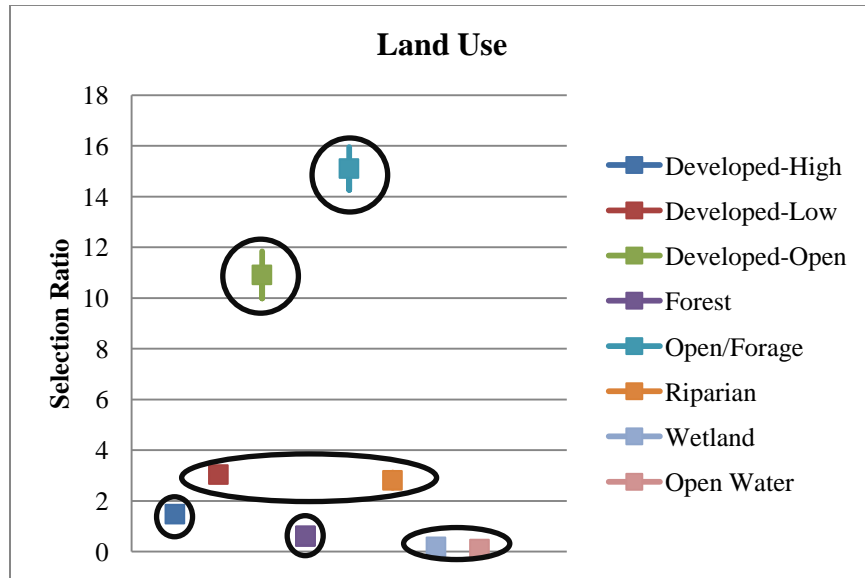 Land Use
Selection Ratio
18
16
14
12
10
8
6
4
2
0
Developed-High
Developed-Low
Developed-Open
Forest
Open/Forage
Riparian
Wetland
Open Water